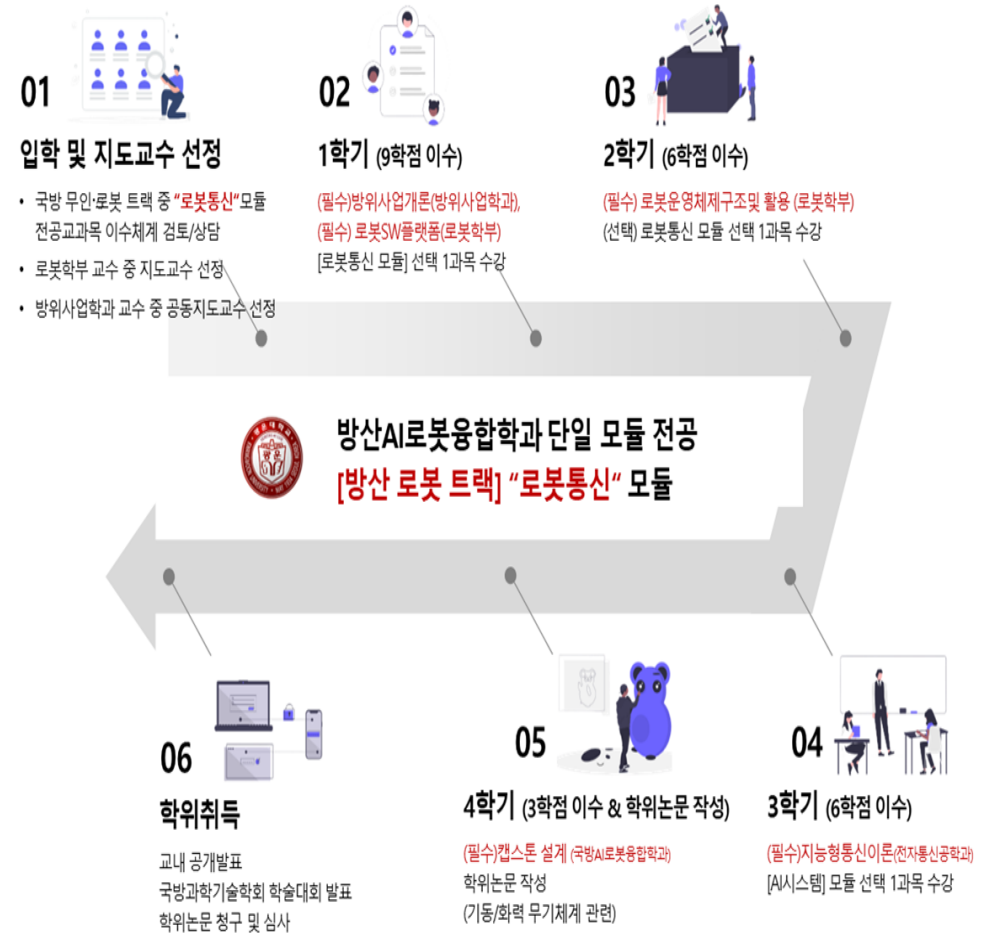 01
입학 및 지도교수 선정
• 국방 무인·로봇 트랙 중 “로봇통신“모듈
전공교과목 이수체계 검토/상담
• 로봇학부 교수 중 지도교수 선정
• 방위사업학과 교수 중 공동지도교수 선정
02
1학기 (9학점 이수)
(필수)방위사업개론(방위사업학과),
(필수) 로봇SW플랫폼(로봇학부)
[로봇통신 모듈] 선택 1과목 수강
03
2학기 (6학점 이수)
(필수) 로봇운영체제구조및 활용 (로봇학부)
(선택) 로봇통신 모듈 선택 1과목 수강
방산AI로봇융합학과 단일 모듈 전공
[방산 로봇 트랙] “로봇통신“ 모듈
04
3학기 (6학점 이수)
(필수)지능형통신이론(전자통신공학과)
[AI시스템] 모듈 선택 1과목 수강
05
4학기 (3학점 이수 & 학위논문 작성)
(필수)캡스톤 설계 (국방AI로봇융합학과)
학위논문 작성
(기동/화력 무기체계 관련)
06
학위취득
교내 공개발표
국방과학기술학회 학술대회 발표
학위논문 청구 및 심사